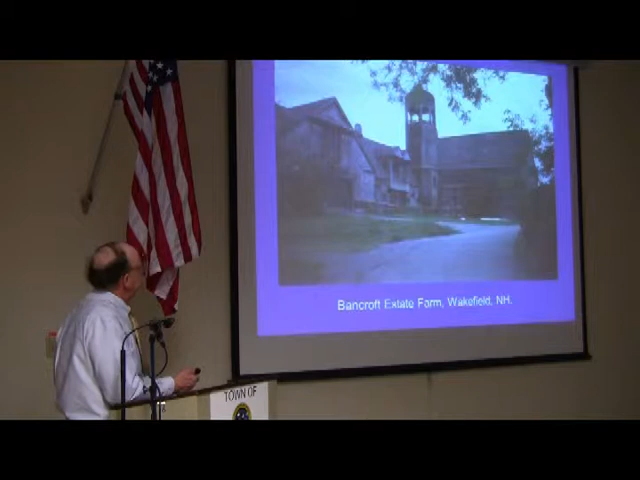 Bancroft Estate Farm, Wakefield, NH.
TOWN OF